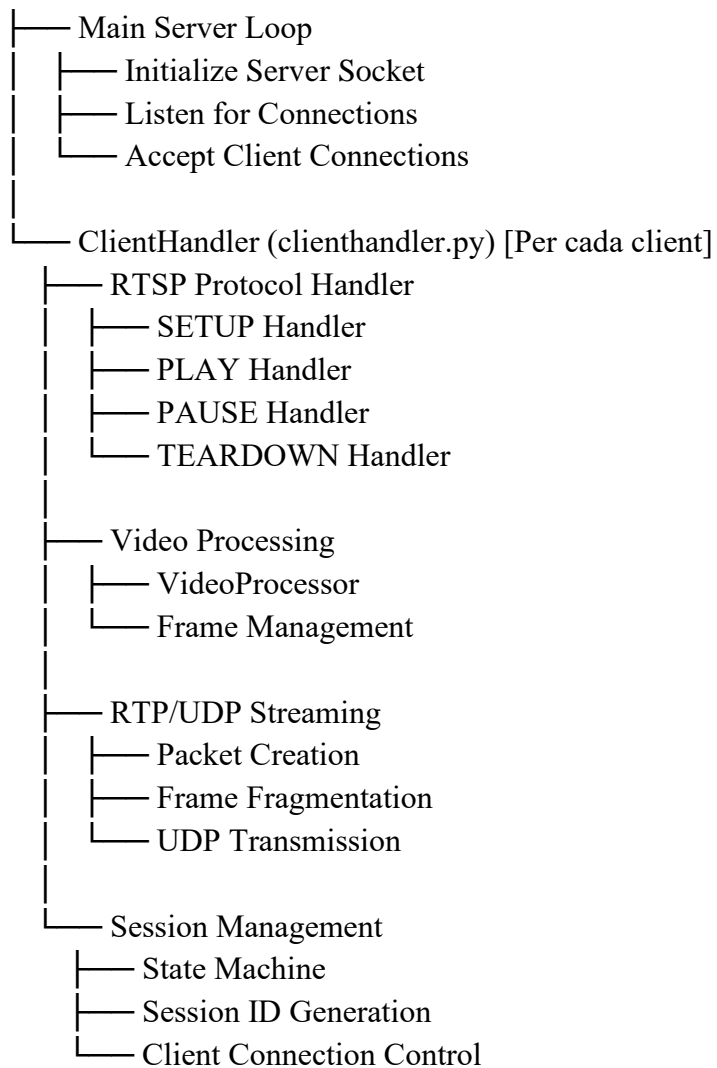 Main Server Loop
Initialize Server Socket
Listen for Connections
Accept Client Connections
ClientHandler (clienthandler.py) [Per cada client]
RTSP Protocol Handler
SETUP Handler
PLAY Handler
PAUSE Handler
TEARDOWN Handler
Video Processing
VideoProcessor
Frame Management
RTP/UDP Streaming
Packet Creation
Frame Fragmentation
UDP Transmission
Session Management
State Machine
Session ID Generation
Client Connection Control